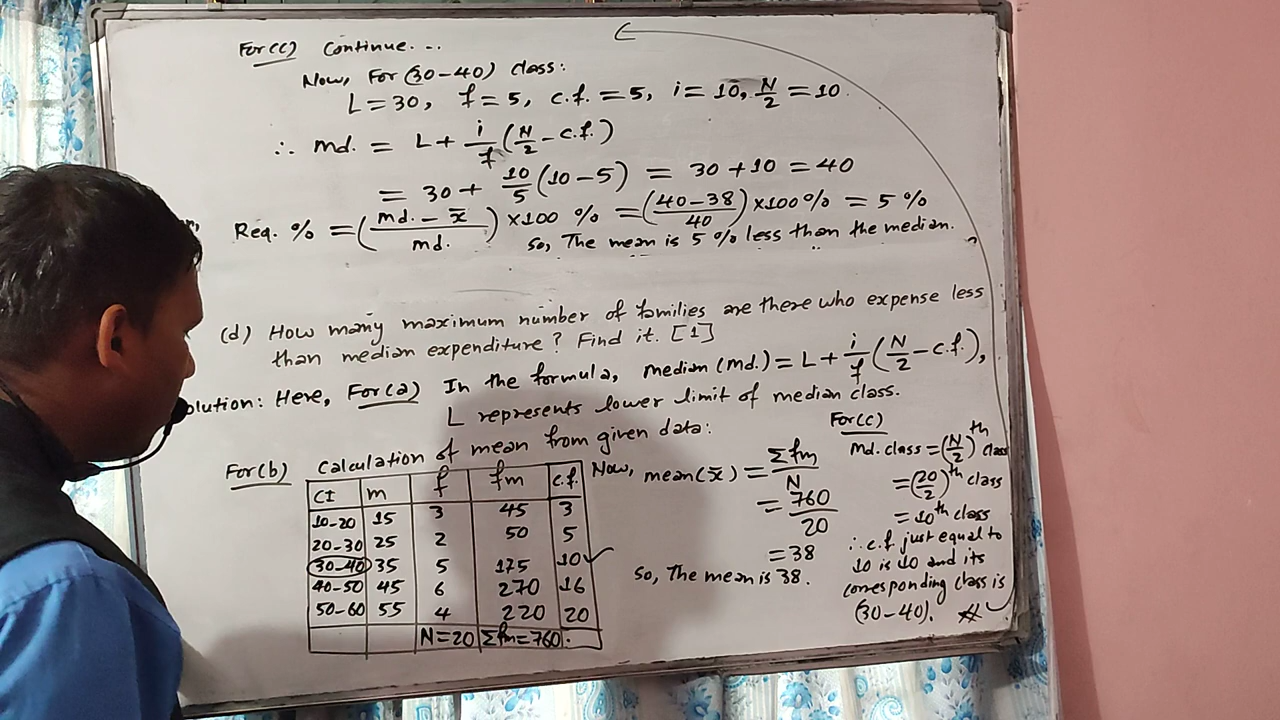 For(c) Continue...
Now, For (30-40) class:
L=30, f=5, c.f.=5, i=10, N/2=10
∴ md. = L+i/f(N/2-c.f.)
= 30+ 10/5(10-5) = 30+10 = 40
Req. % =(md.-x̄/md.)×100 % =(40-38/40)×100% = 5 %
so, The mean is 5 % less than the median.
(d) How many maximum number of families are there who expense less
than median expenditure? Find it. [1]
olution: Here, For(a) In the formula, median (md.) = L+i/f(N/2-c.f.),
L represents lower limit of median class.
For(b) Calculation of mean from given data:
CI m f fm c.f.
10-20 15 3 45 3
20-30 25 2 50 5
30-40 35 5 175 10
40-50 45 6 270 16
50-60 55 4 220 20
N=20 Σfm=760
Now, mean(x̄) = Σfm/N
= 760/20
= 38
So, The mean is 38.
For(c)
Md. class=(N/2)th class
=(20/2)th class
=10th class
∴ c.f just equal to
10 is 10 and its
corresponding class is
(30-40).